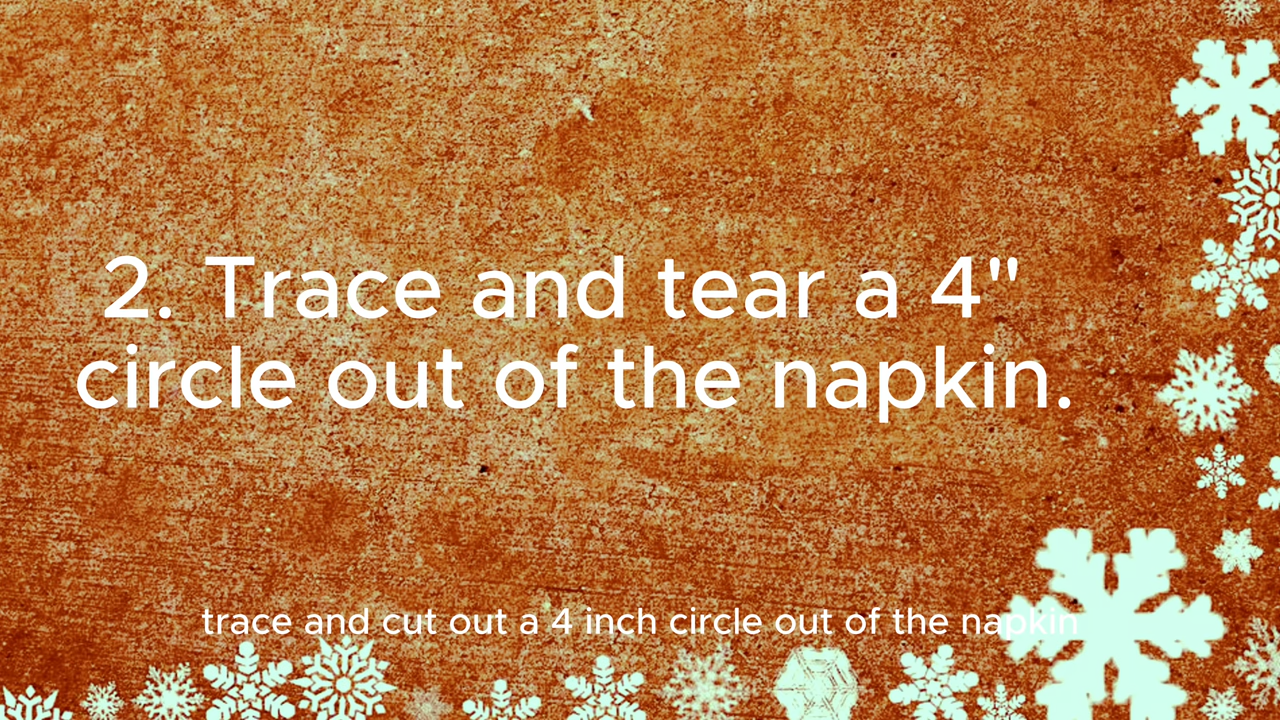 2. Trace and tear a 4"
circle out of the napkin.
trace and cut out a 4 inch circle out of the napkin